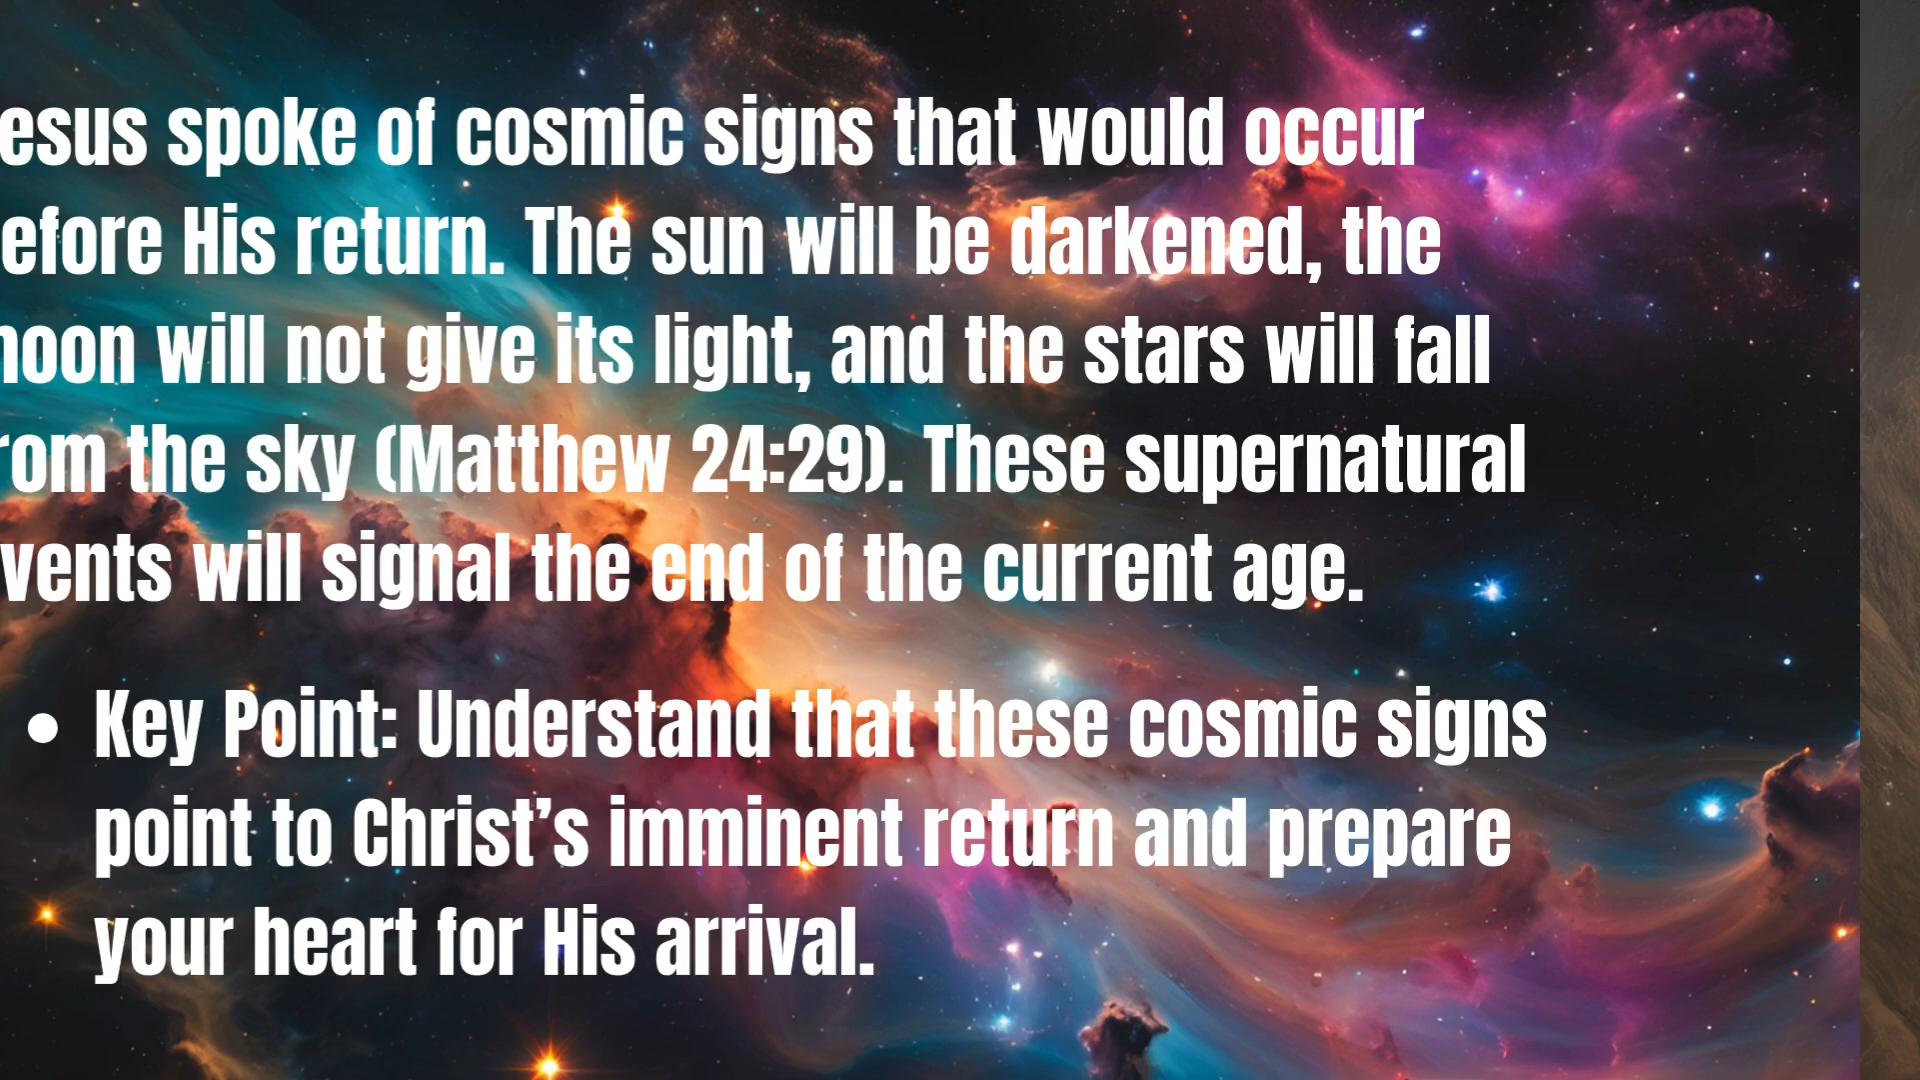 esus spoke of cosmic signs that would occur
efore His return. The sun will be darkened, the
noon will not give its light, and the stars will fall
rom the sky (Matthew 24:29). These supernatural
vents will signal the end of the current age.
• Key Point: Understand that these cosmic signs
point to Christ’s imminent return and prepare
your heart for His arrival.